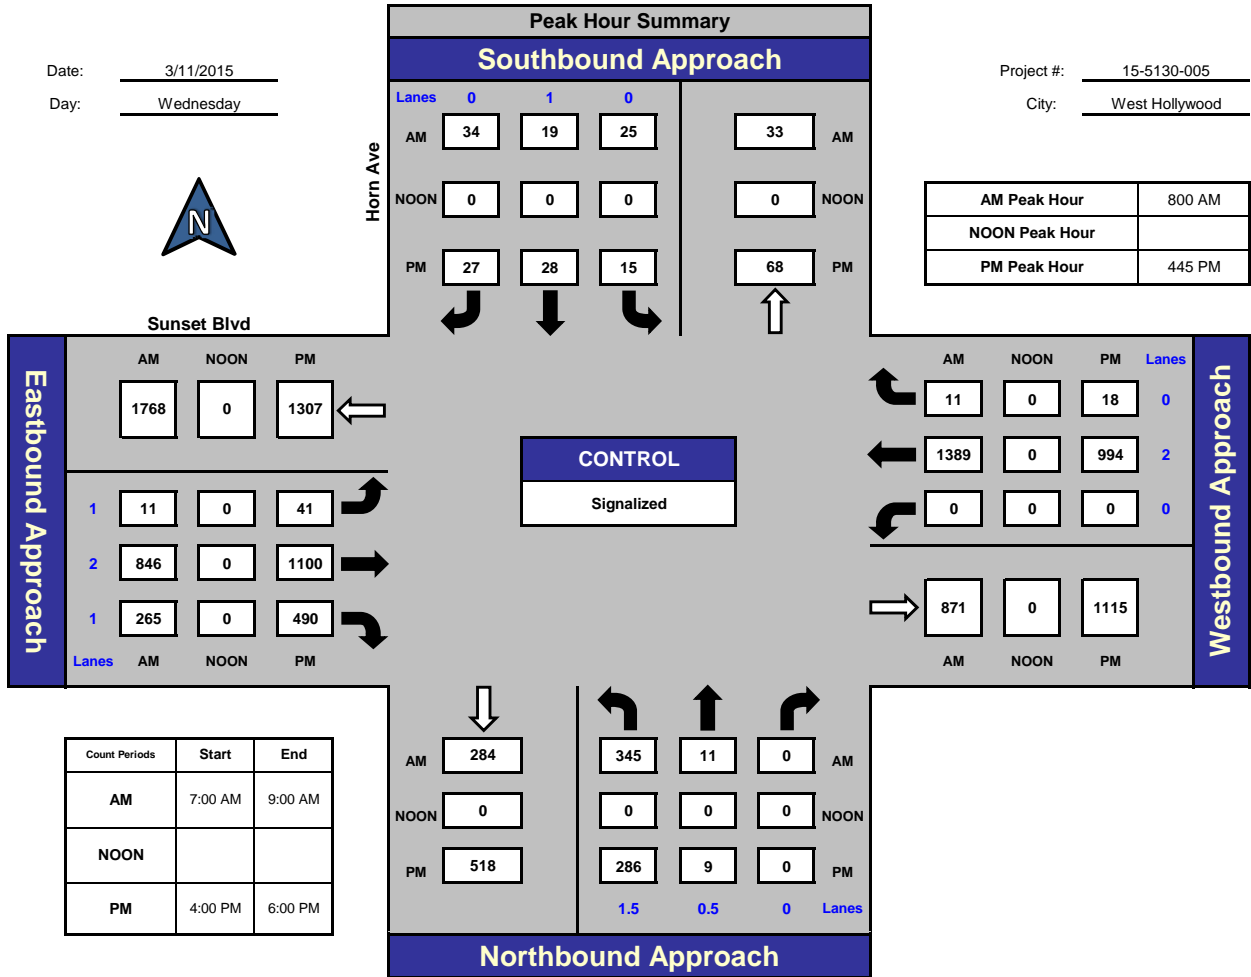 Peak Hour Summary
Southbound Approach
Date: 3/11/2015
Day: Wednesday
Project #: 15-5130-005
City: West Hollywood
N
Horn Ave
Lanes 0 1 0
AM 34 19 25 33 AM
NOON 0 0 0 0 NOON
PM 27 28 15 68 PM
AM Peak Hour 800 AM
NOON Peak Hour
PM Peak Hour 445 PM
Sunset Blvd
Eastbound Approach
AM NOON PM
1768 0 1307
1 11 0 41
2 846 0 1100
1 265 0 490
Lanes AM NOON PM
CONTROL
Signalized
AM NOON PM Lanes
11 0 18 0
1389 0 994 2
0 0 0 0
871 0 1115
AM NOON PM
Westbound Approach
Count Periods Start End
AM 7:00 AM 9:00 AM
NOON
PM 4:00 PM 6:00 PM
AM 284 345 11 0 AM
NOON 0 0 0 0 NOON
PM 518 286 9 0 PM
1.5 0.5 0 Lanes
Northbound Approach